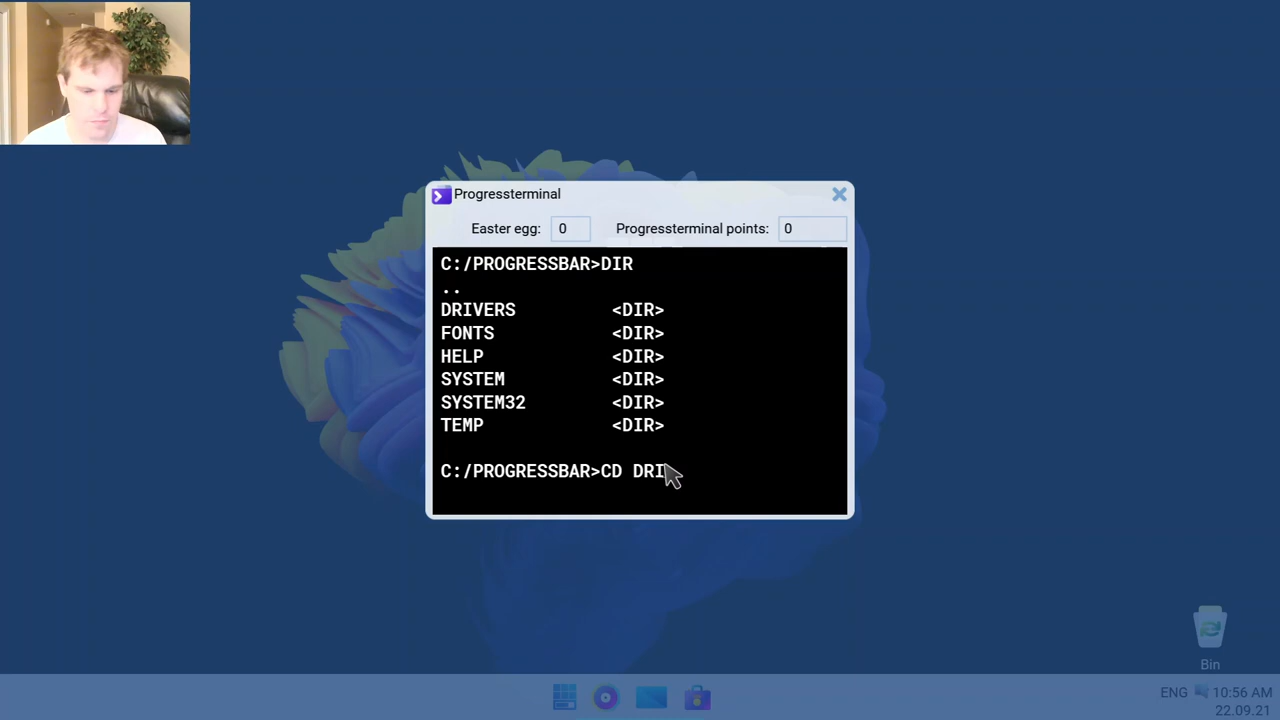 Progressterminal
Easter egg: 0 Progressterminal points: 0
C:/PROGRESSBAR>DIR
..
DRIVERS <DIR>
FONTS <DIR>
HELP <DIR>
SYSTEM <DIR>
SYSTEM32 <DIR>
TEMP <DIR>
C:/PROGRESSBAR>CD DRI
Bin
ENG 10:56 AM
22.09.21